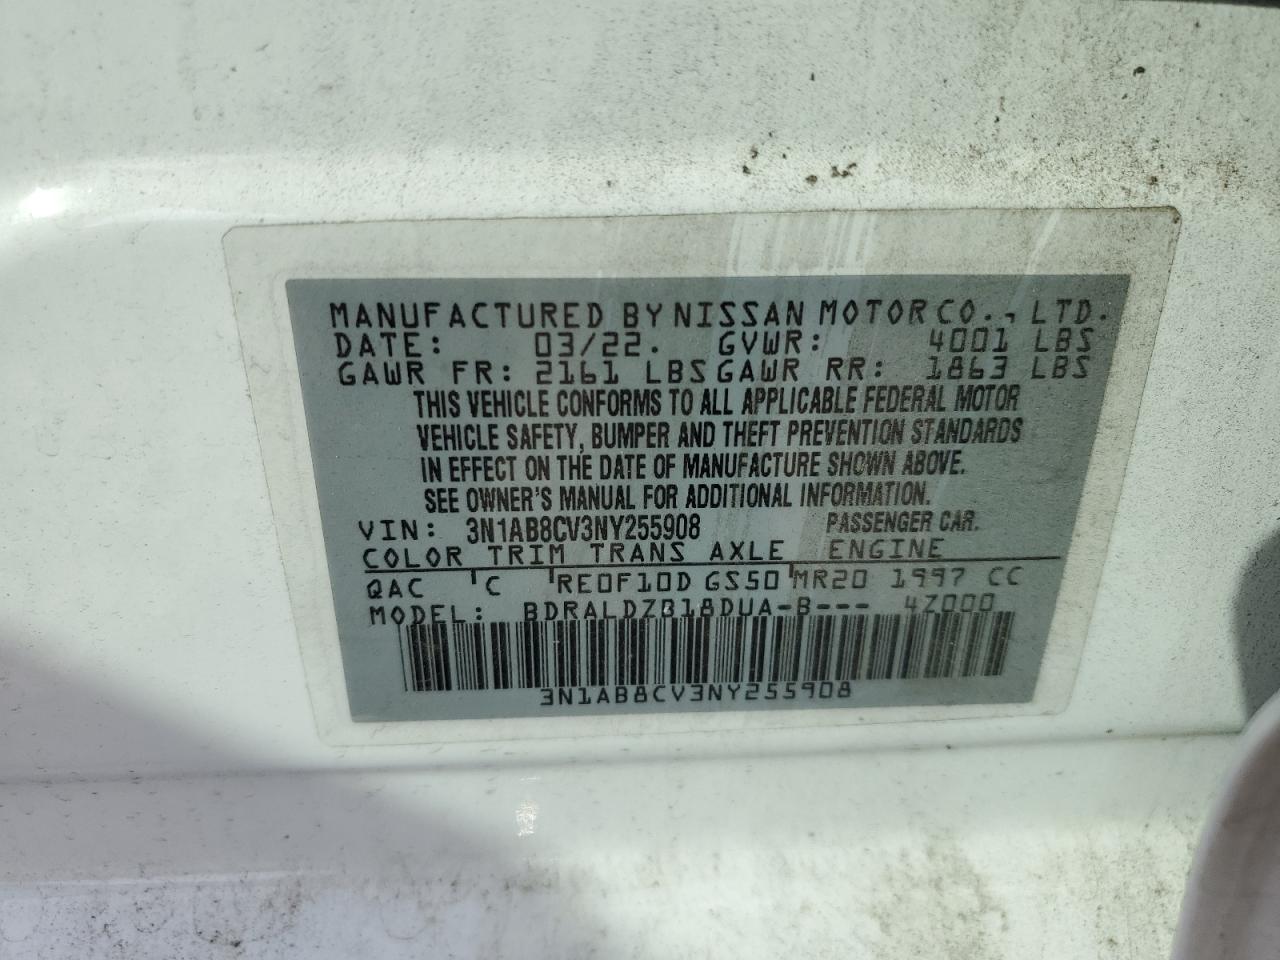 MANUFACTURED BY NISSAN MOTOR CO., LTD.
DATE: 03/22. GVWR: 4001 LBS
GAWR FR: 2161 LBS GAWR RR: 1863 LBS
THIS VEHICLE CONFORMS TO ALL APPLICABLE FEDERAL MOTOR
VEHICLE SAFETY, BUMPER AND THEFT PREVENTION STANDARDS
IN EFFECT ON THE DATE OF MANUFACTURE SHOWN ABOVE.
SEE OWNER'S MANUAL FOR ADDITIONAL INFORMATION.
VIN: 3N1AB8CV3NY255908 PASSENGER CAR.
COLOR TRIM TRANS AXLE ENGINE
QAC C RE0F10D GS50 MR20 1997 CC
MODEL: BDRALDZB18DUA-B--- 4Z000
3N1AB8CV3NY255908